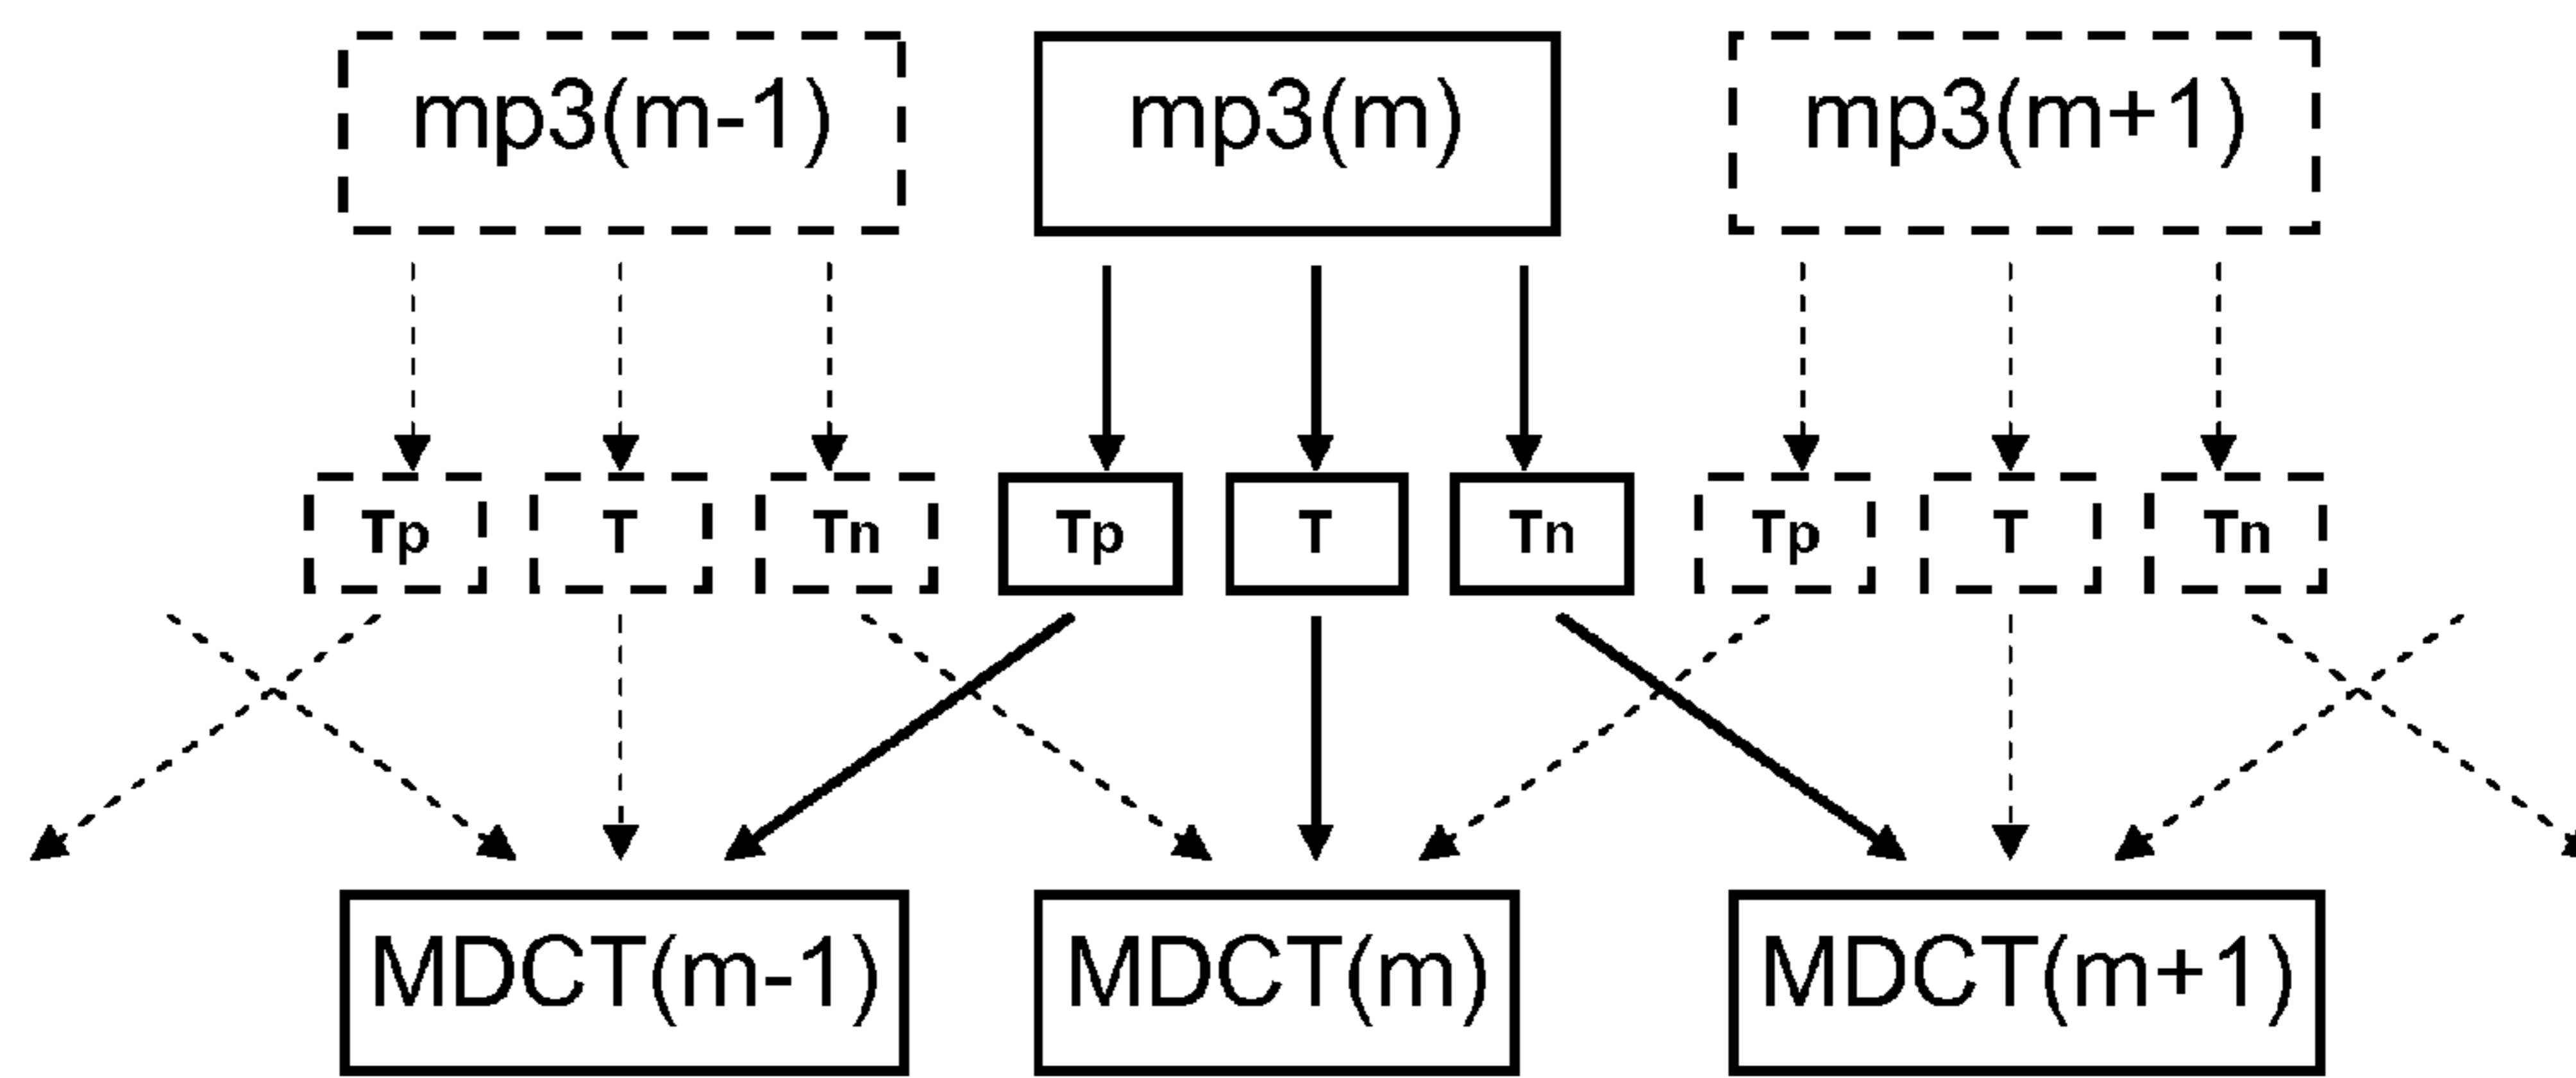 mp3(m-1) mp3(m) mp3(m+1)
Tp T Tn Tp T Tn Tp T Tn
MDCT(m-1) MDCT(m) MDCT(m+1)